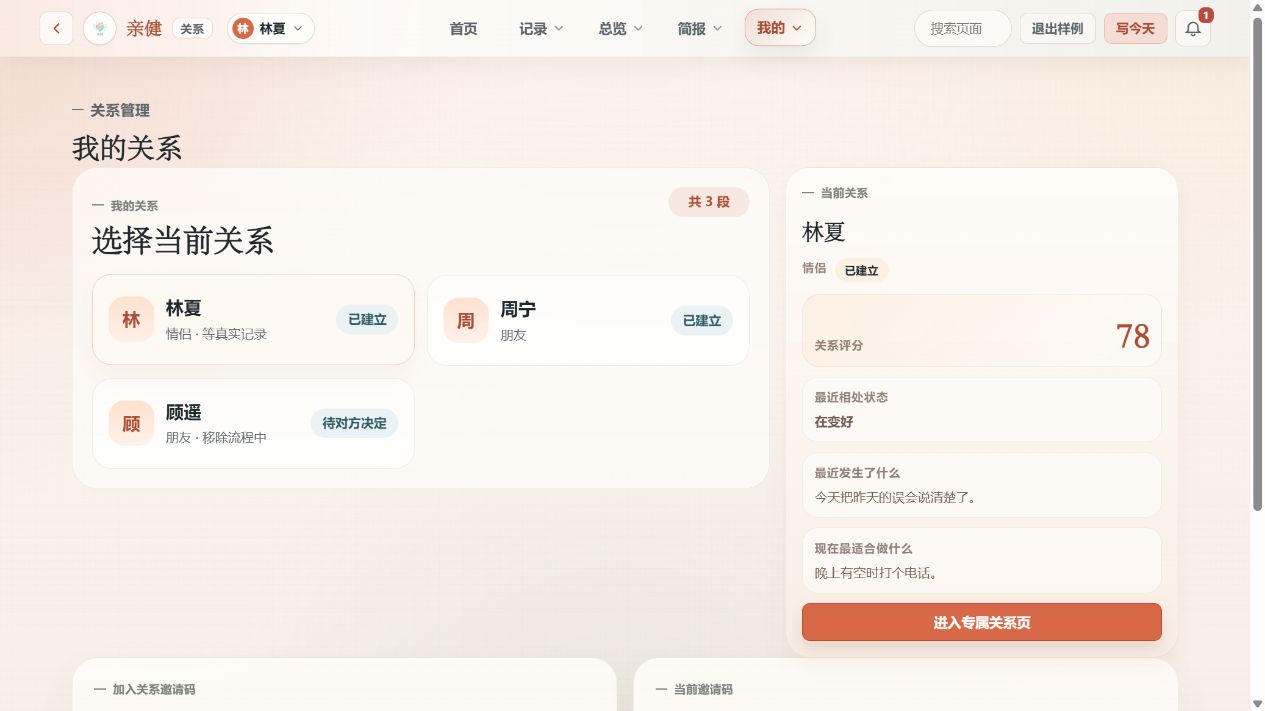 亲健
关系
林 林夏
首页
记录
总览
简报
我的
搜索页面
退出样例
写今天
1
关系管理
我的关系
我的关系
共 3 段
选择当前关系
林
林夏
情侣 · 等真实记录
已建立
周
周宁
朋友
已建立
顾
顾遥
朋友 · 移除流程中
待对方决定
当前关系
林夏
情侣 已建立
关系评分
78
最近相处状态
在变好
最近发生了什么
今天把昨天的误会说清楚了。
现在最适合做什么
晚上有空时打个电话。
进入专属关系页
加入关系邀请码
当前邀请码